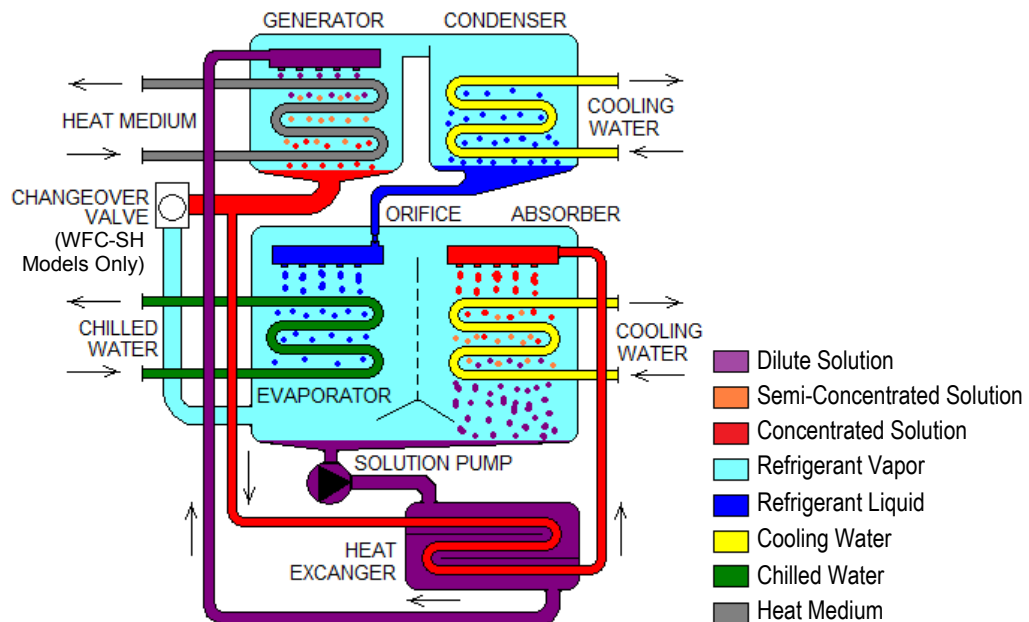 GENERATOR
CONDENSER
HEAT MEDIUM
COOLING
WATER
CHANGEOVER
VALVE
(WFC-SH
Models Only)
ORIFICE
ABSORBER
CHILLED
WATER
COOLING
WATER
EVAPORATOR
SOLUTION PUMP
HEAT
EXCANGER
Dilute Solution
Semi-Concentrated Solution
Concentrated Solution
Refrigerant Vapor
Refrigerant Liquid
Cooling Water
Chilled Water
Heat Medium